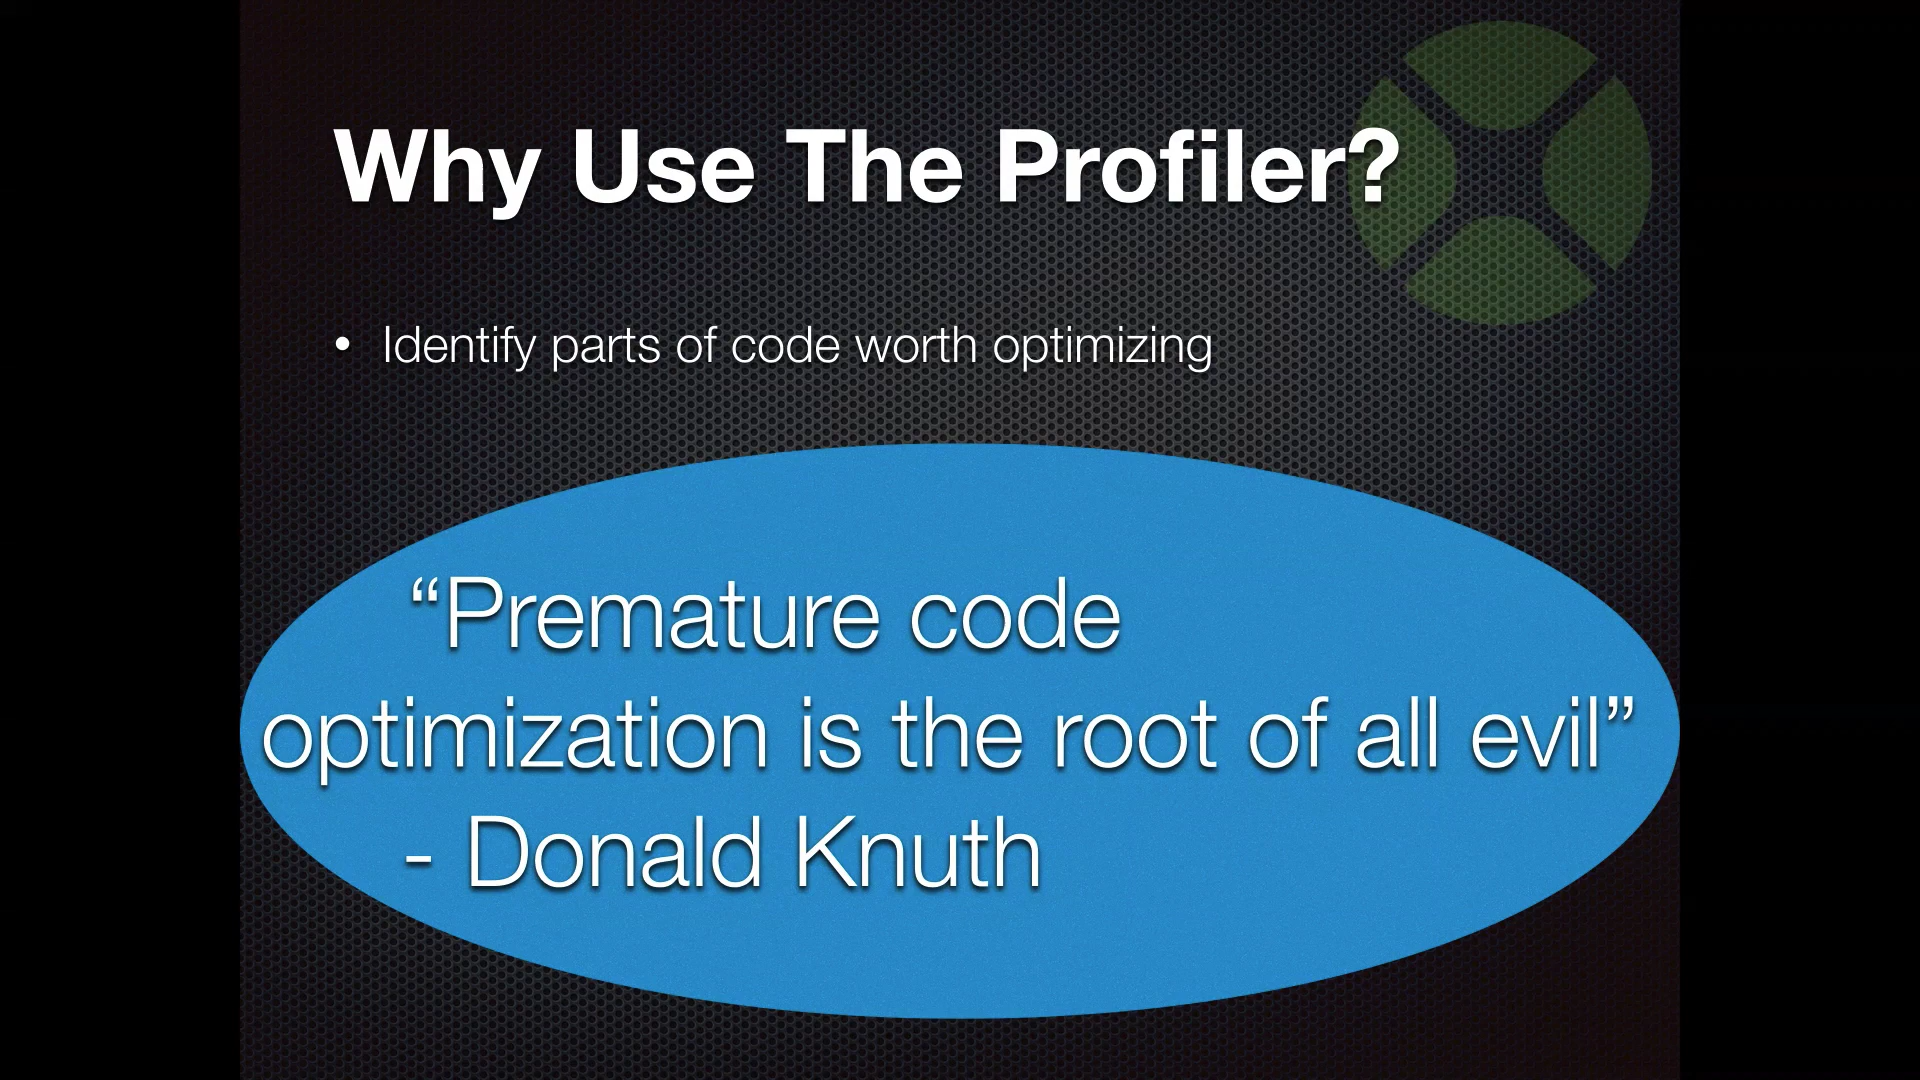 Why Use The Profiler?
• Identify parts of code worth optimizing
“Premature code
optimization is the root of all evil”
- Donald Knuth